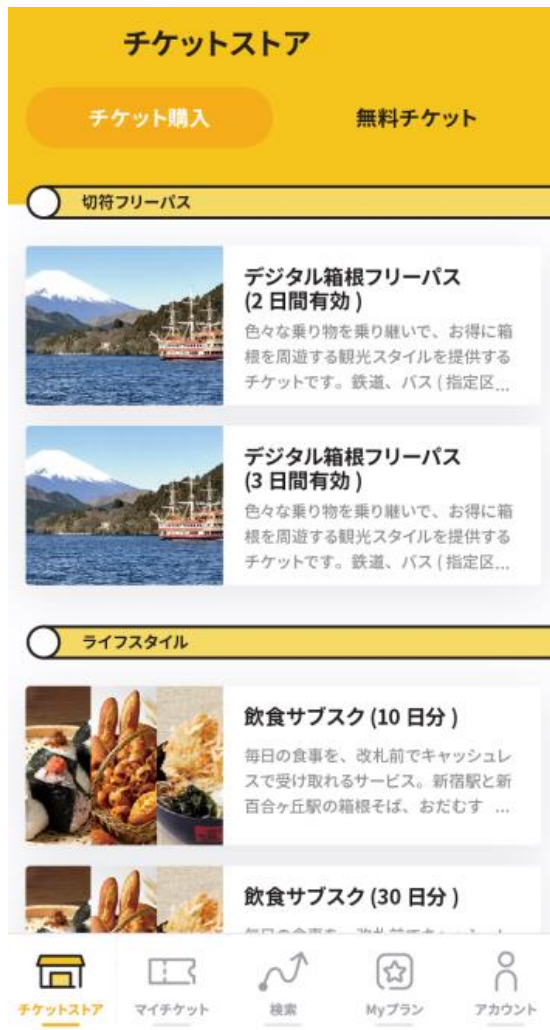 チケットストア
チケット購入
無料チケット
切符フリーパス
デジタル箱根フリーパス
(2 日間有効 )
色々な乗り物を乗り継いで、お得に箱
根を周遊する観光スタイルを提供する
チケットです。鉄道、バス ( 指定区...
デジタル箱根フリーパス
(3 日間有効 )
色々な乗り物を乗り継いで、お得に箱
根を周遊する観光スタイルを提供する
チケットです。鉄道、バス ( 指定区...
ライフスタイル
飲食サブスク (10 日分 )
毎日の食事を、改札前でキャッシュレ
スで受け取れるサービス。新宿駅と新
百合ヶ丘駅の箱根そば、おだむす ...
飲食サブスク (30 日分 )
チケットストア
マイチケット
検索
Myプラン
アカウント